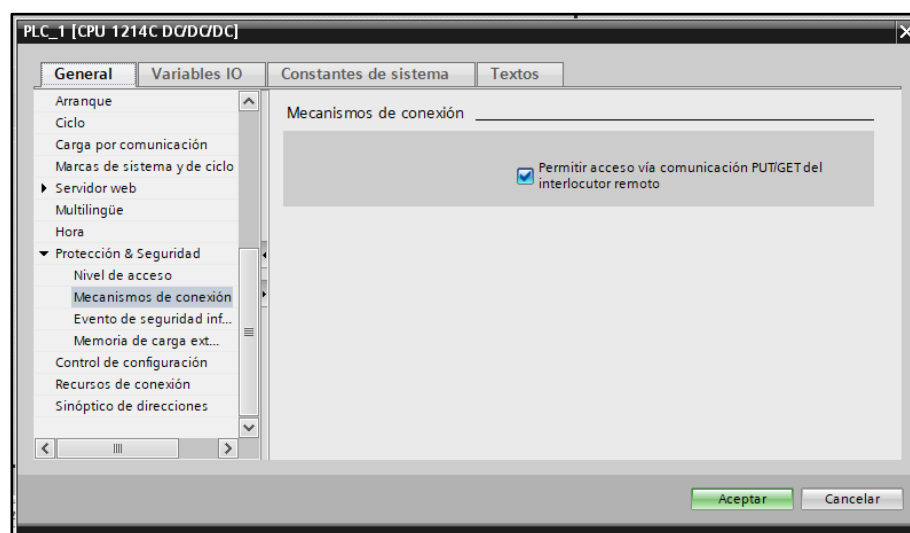 PLC_1 [CPU 1214C DC/DC/DC]
General
Variables IO
Constantes de sistema
Textos
Arranque
Ciclo
Carga por comunicación
Marcas de sistema y de ciclo
Servidor web
Multilingüe
Hora
Protección & Seguridad
Nivel de acceso
Mecanismos de conexión
Evento de seguridad inf...
Memoria de carga ext...
Control de configuración
Recursos de conexión
Sinóptico de direcciones
Mecanismos de conexión
Permitir acceso vía comunicación PUT/GET del
interlocutor remoto
Aceptar
Cancelar